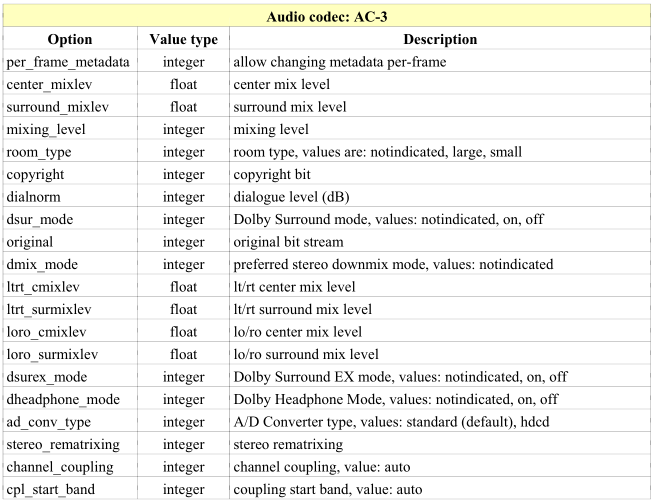 Audio codec: AC-3
Option Value type Description
per_frame_metadata integer allow changing metadata per-frame
center_mixlev float center mix level
surround_mixlev float surround mix level
mixing_level integer mixing level
room_type integer room type, values are: notindicated, large, small
copyright integer copyright bit
dialnorm integer dialogue level (dB)
dsur_mode integer Dolby Surround mode, values: notindicated, on, off
original integer original bit stream
dmix_mode integer preferred stereo downmix mode, values: notindicated
ltrt_cmixlev float lt/rt center mix level
ltrt_surmixlev float lt/rt surround mix level
loro_cmixlev float lo/ro center mix level
loro_surmixlev float lo/ro surround mix level
dsurex_mode integer Dolby Surround EX mode, values: notindicated, on, off
dheadphone_mode integer Dolby Headphone Mode, values: notindicated, on, off
ad_conv_type integer A/D Converter type, values: standard (default), hdcd
stereo_rematrixing integer stereo rematrixing
channel_coupling integer channel coupling, value: auto
cpl_start_band integer coupling start band, value: auto